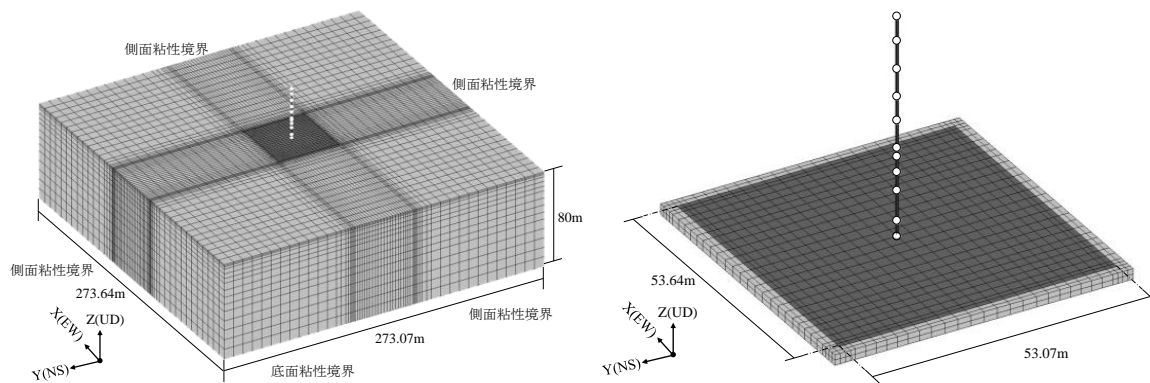 側面粘性境界
側面粘性境界
80m
側面粘性境界
273.64m
側面粘性境界
273.07m
底面粘性境界
X(EW)
Z(UD)
Y(NS)
53.64m
53.07m
X(EW)
Z(UD)
Y(NS)